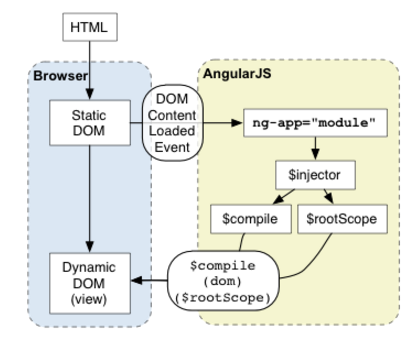 HTML
Browser
AngularJS
Static
DOM
DOM
Content
Loaded
Event
ng-app="module"
$injector
$compile
$rootScope
Dynamic
DOM
(view)
$compile
(dom)
($rootScope)